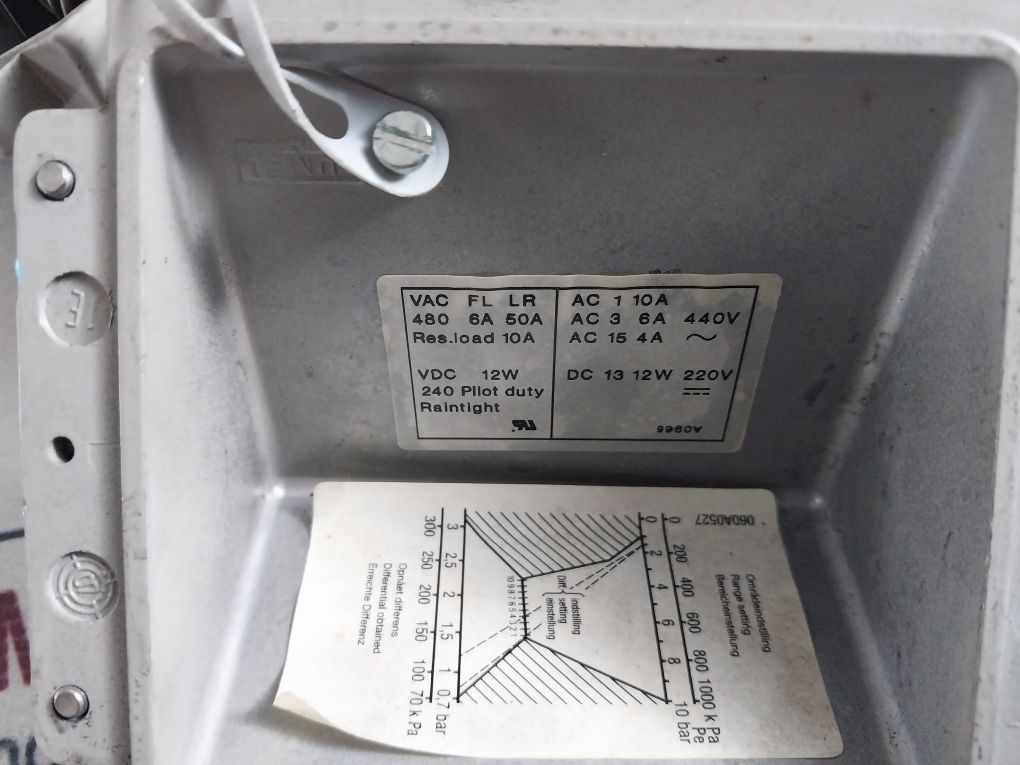 VAC FL LR
480 6A 50A
Res.load 10A
VDC 12W
240 Pilot duty
Raintight
AC 1 10A
AC 3 6A 440V
AC 15 4A ~
DC 13 12W 220V
060A0527
Områdeindstilling
Range setting
Bereicheinstellung
0 200 400 600 800 1000 k Pa
Pe
0 2 4 6 8 10 bar
Diff.
indstilling
setting
einstellung
10 9 8 7 6 5 4 3 2 1
3 2,5 2 1,5 1 0,7 bar
300 250 200 150 100 70 k Pa
Opnået differens
Differential obtained
Erreichte Differenz